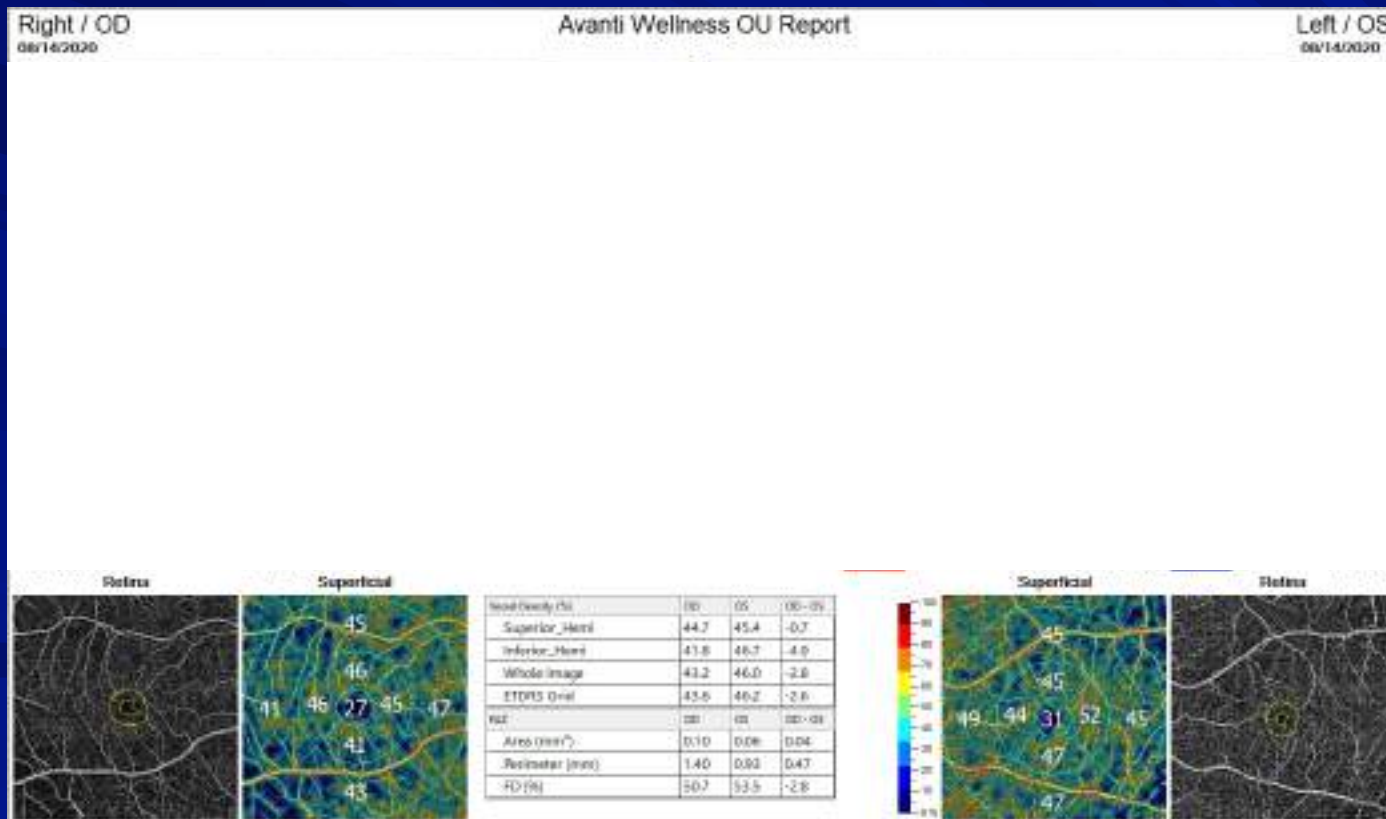 Right / OD
08/14/2020
Avanti Wellness OU Report
Left / OS
08/14/2020
Retina
Superficial
45
46
41 46 27 45 47
41
43
Vessel Density (%) OD OS OD - OS
Superior_Hemi 44.7 45.4 -0.7
Inferior_Hemi 41.8 46.7 -4.9
Whole Image 43.2 46.0 -2.8
ETDRS Grid 43.6 46.2 -2.6
FAZ OD OS OD - OS
Area (mm²) 0.10 0.06 0.04
Perimeter (mm) 1.40 0.93 0.47
FD (%) 50.7 53.5 -2.8
Superficial
Retina
45
45
49 44 31 52 45
47
47